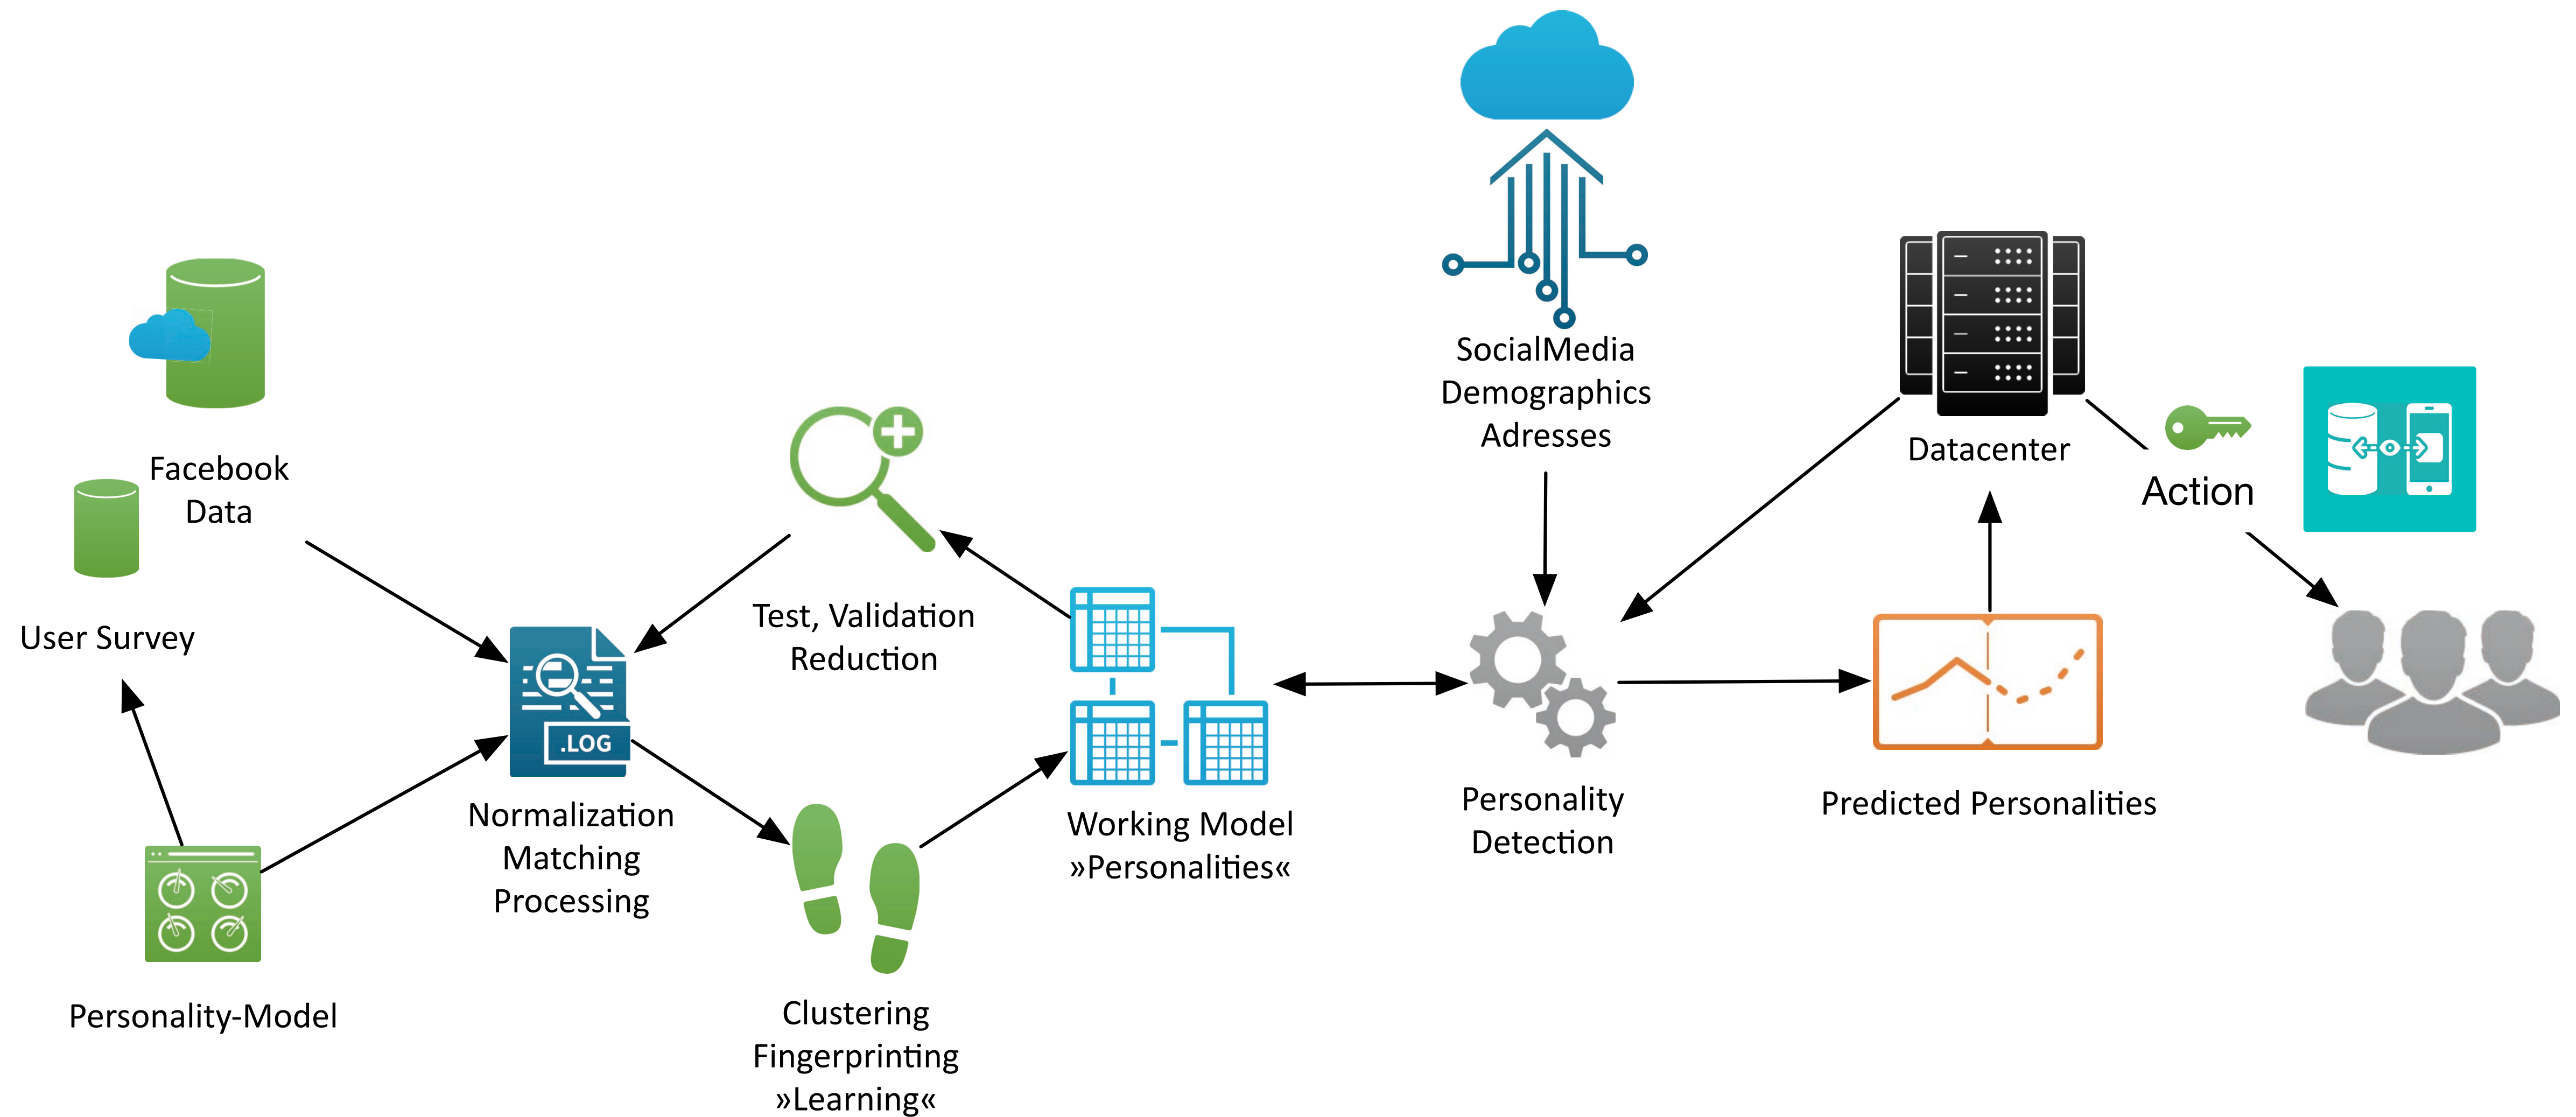 Facebook
Data
User Survey
Personality-Model
.LOG
Normalization
Matching
Processing
Test, Validation
Reduction
Clustering
Fingerprinting
»Learning«
Working Model
»Personalities«
SocialMedia
Demographics
Adresses
Personality
Detection
Datacenter
Predicted Personalities
Action